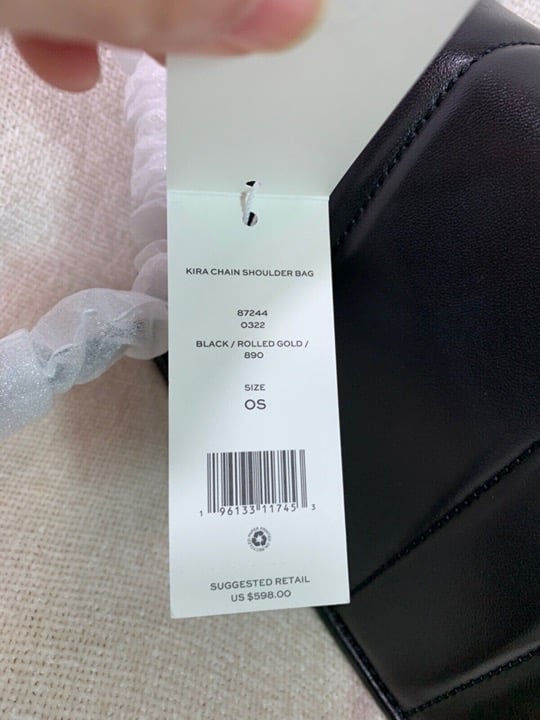 KIRA CHAIN SHOULDER BAG
87244
0322
BLACK / ROLLED GOLD /
890
SIZE
OS
1 96133 11745 3
SUGGESTED RETAIL
US $598.00